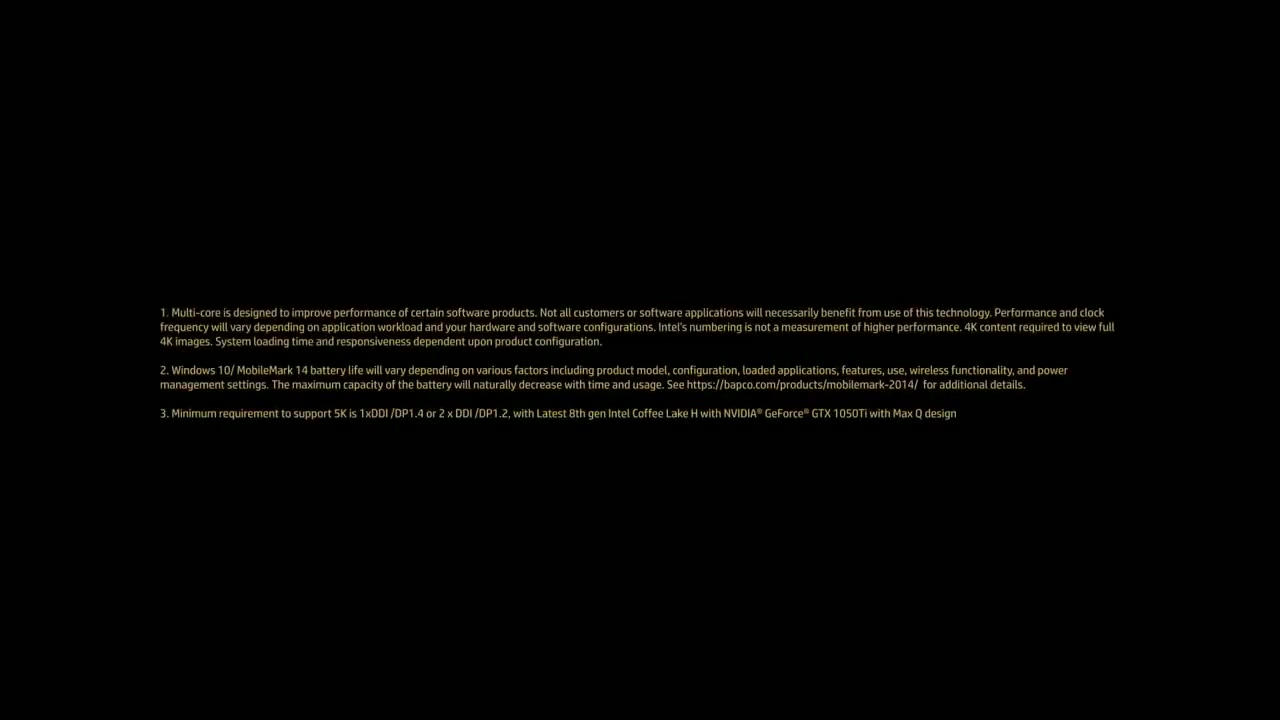 1. Multi-core is designed to improve performance of certain software products. Not all customers or software applications will necessarily benefit from use of this technology. Performance and clock
frequency will vary depending on application workload and your hardware and software configurations. Intel's numbering is not a measurement of higher performance. 4K content required to view full
4K images. System loading time and responsiveness dependent upon product configuration.
2. Windows 10/ MobileMark 14 battery life will vary depending on various factors including product model, configuration, loaded applications, features, use, wireless functionality, and power
management settings. The maximum capacity of the battery will naturally decrease with time and usage. See https://bapco.com/products/mobilemark-2014/ for additional details.
3. Minimum requirement to support 5K is 1xDDI /DP1.4 or 2 x DDI /DP1.2, with Latest 8th gen Intel Coffee Lake H with NVIDIA® GeForce® GTX 1050Ti with Max Q design